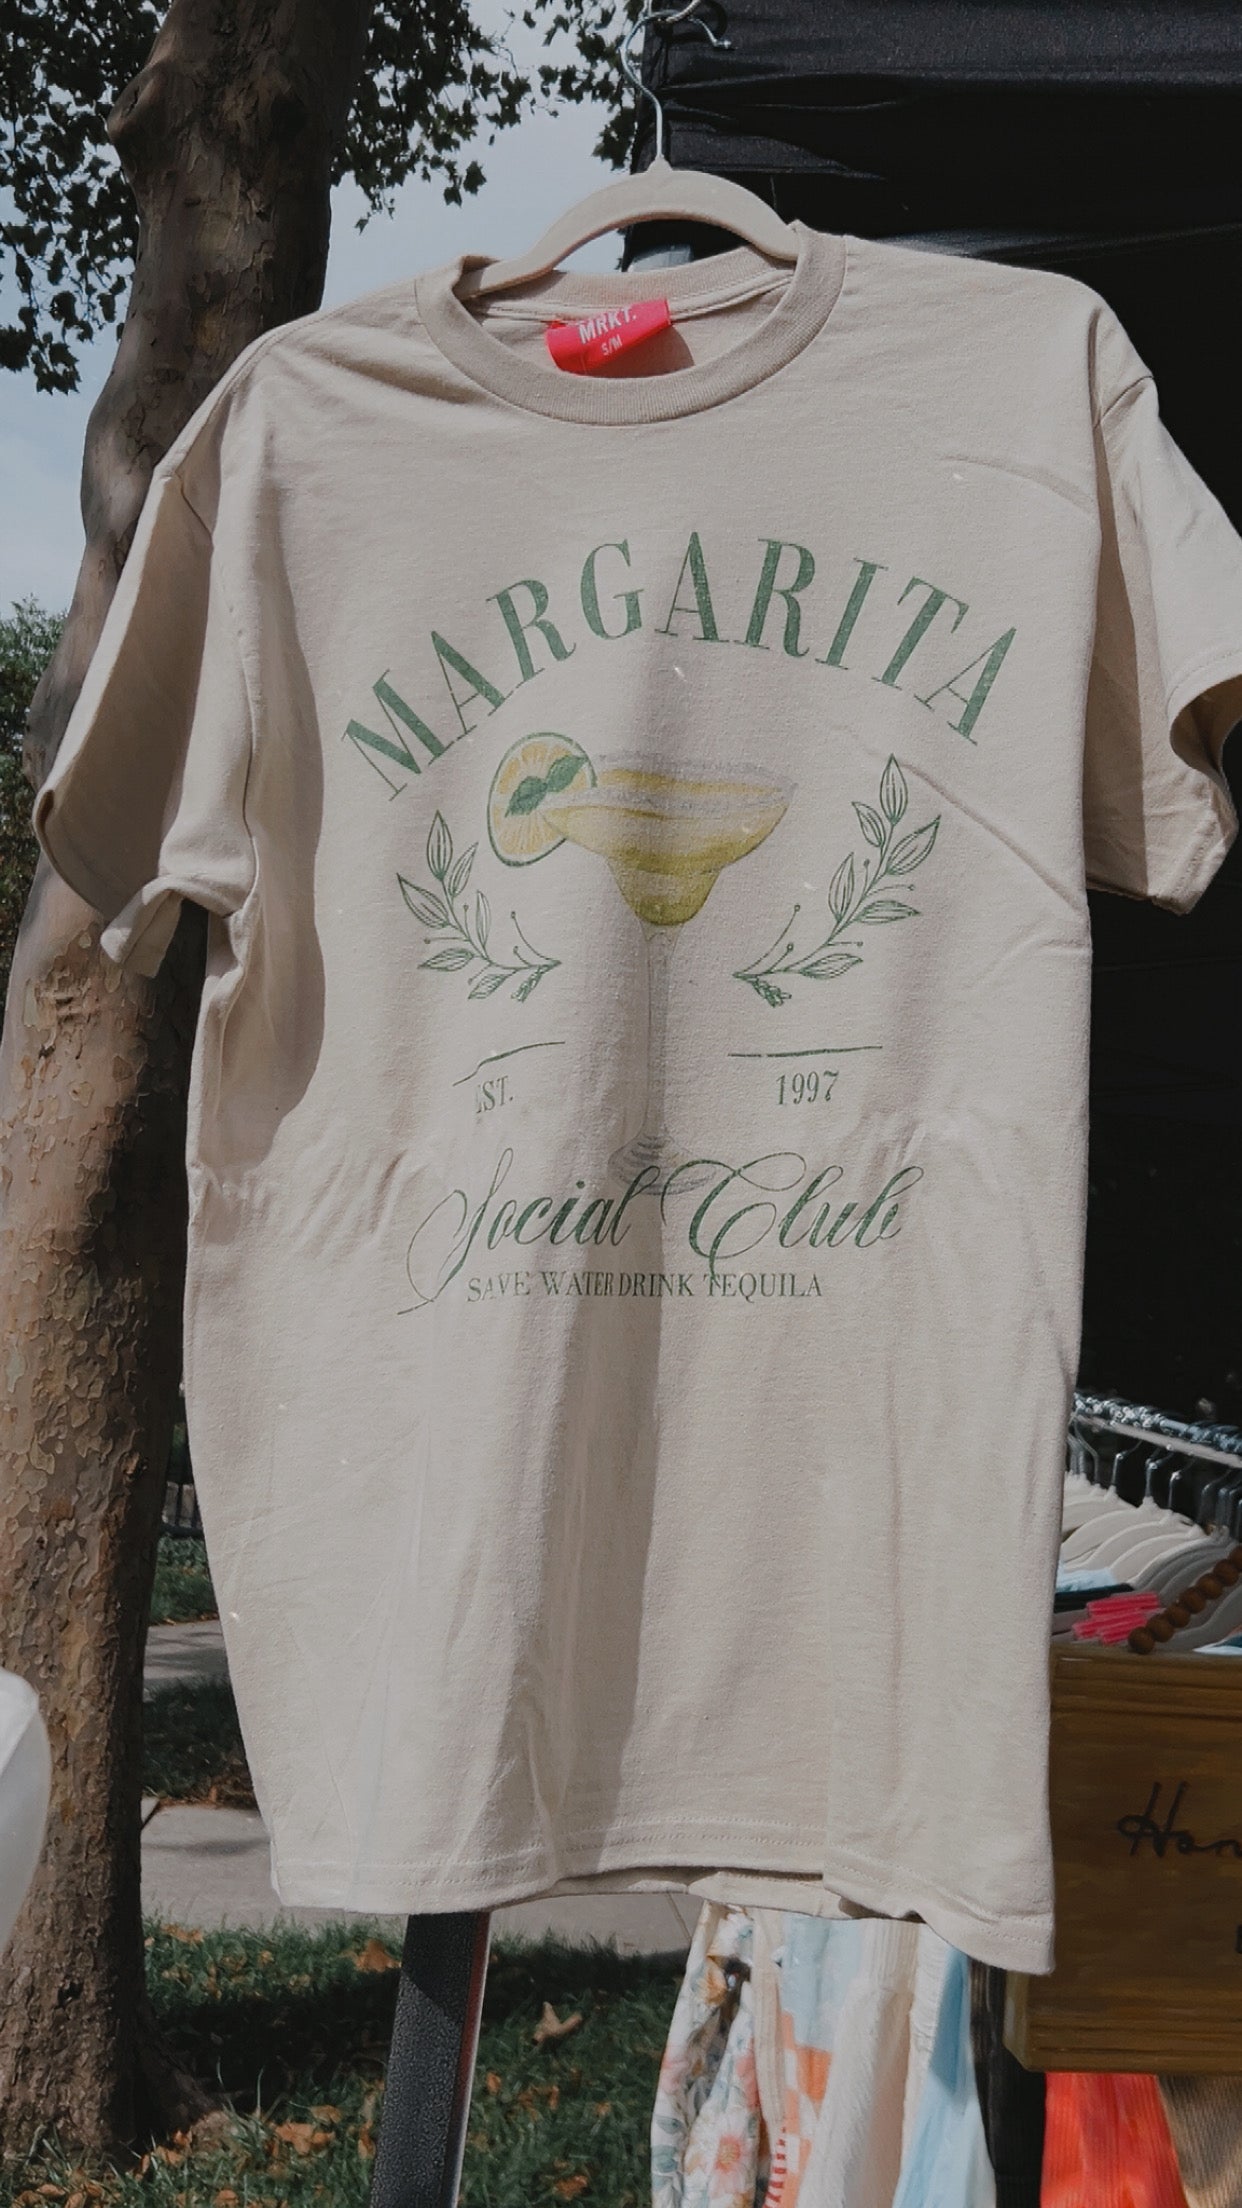 MRKT.
S/M
MARGARITA
EST. 1997
Social Club
SAVE WATER DRINK TEQUILA